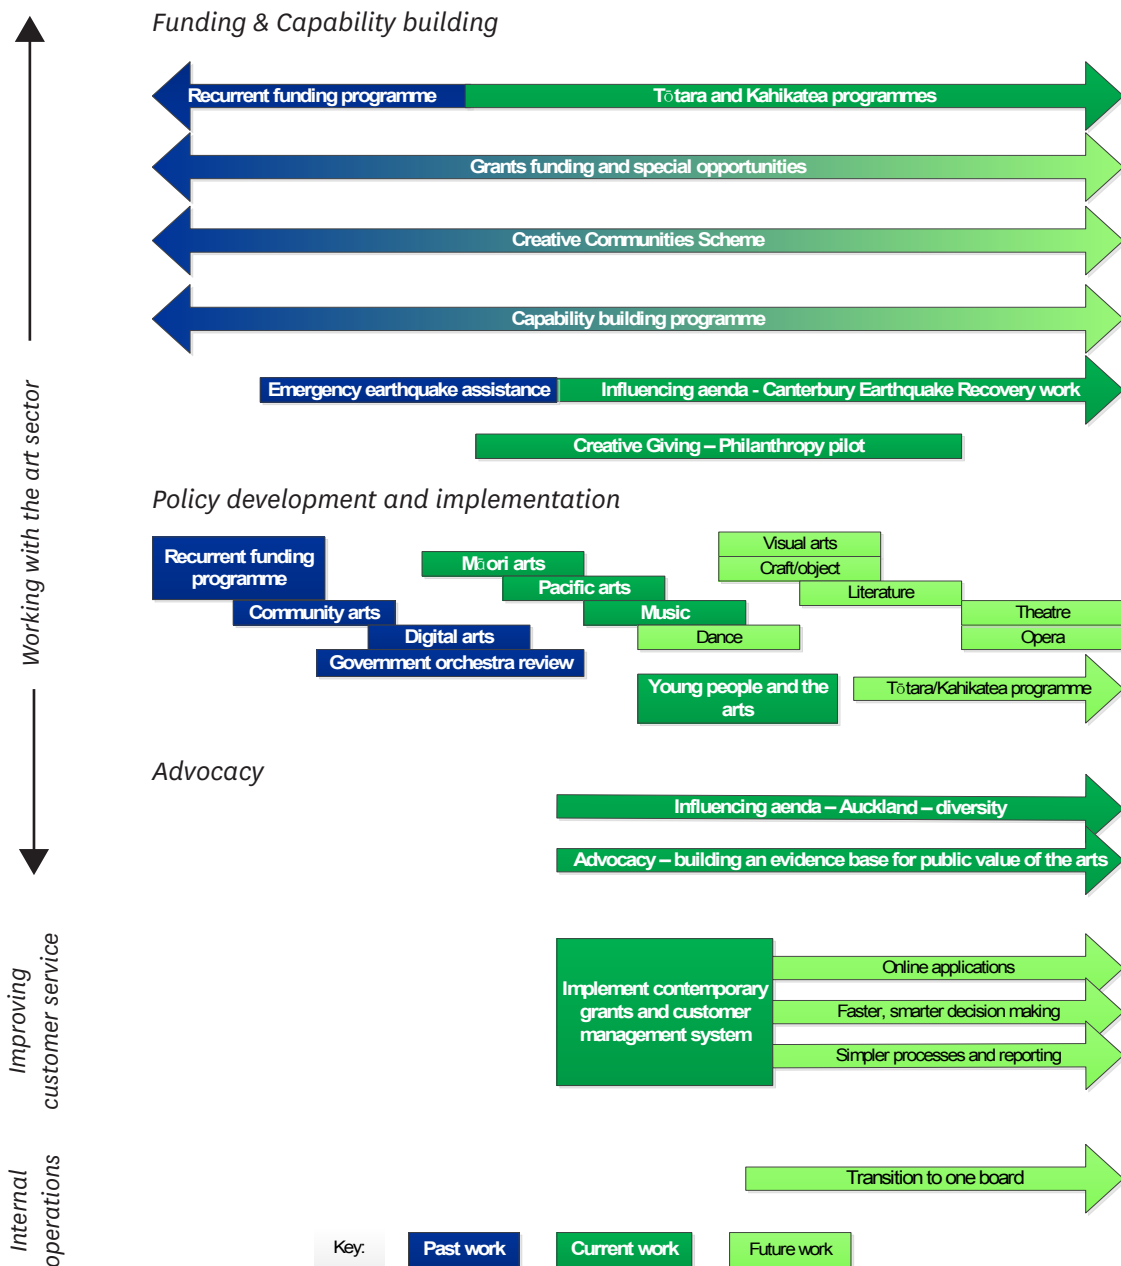 Funding & Capability building
Recurrent funding programme
Tōtara and Kahikatea programmes
Grants funding and special opportunities
Creative Communities Scheme
Capability building programme
Emergency earthquake assistance
Influencing aenda - Canterbury Earthquake Recovery work
Creative Giving – Philanthropy pilot
Working with the art sector
Policy development and implementation
Recurrent funding
programme
Community arts
Digital arts
Government orchestra review
Māori arts
Pacific arts
Music
Dance
Young people and the
arts
Visual arts
Craft/object
Literature
Theatre
Opera
Tōtara/Kahikatea programme
Advocacy
Influencing aenda – Auckland – diversity
Advocacy – building an evidence base for public value of the arts
Improving
customer service
Implement contemporary
grants and customer
management system
Online applications
Faster, smarter decision making
Simpler processes and reporting
Internal
operations
Transition to one board
Key:
Past work
Current work
Future work